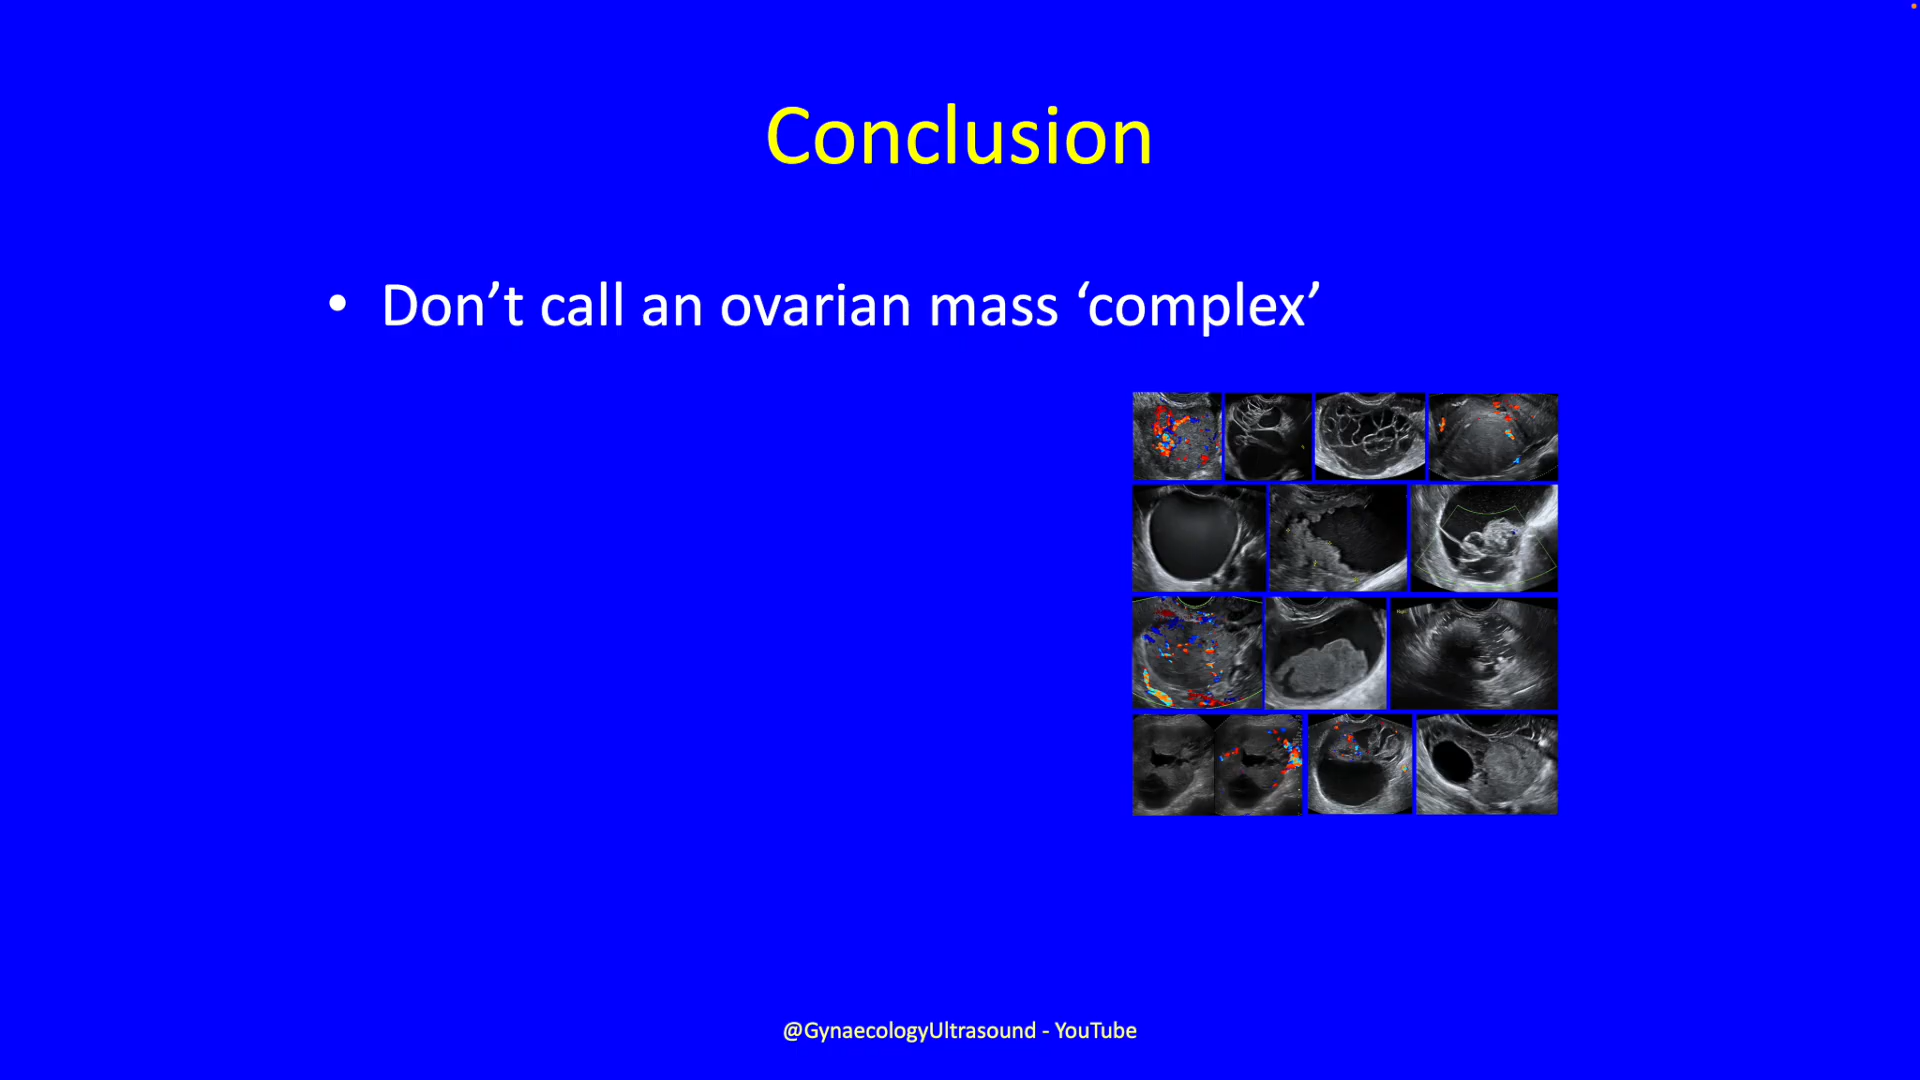 Conclusion
• Don’t call an ovarian mass ‘complex’
@GynaecologyUltrasound - YouTube